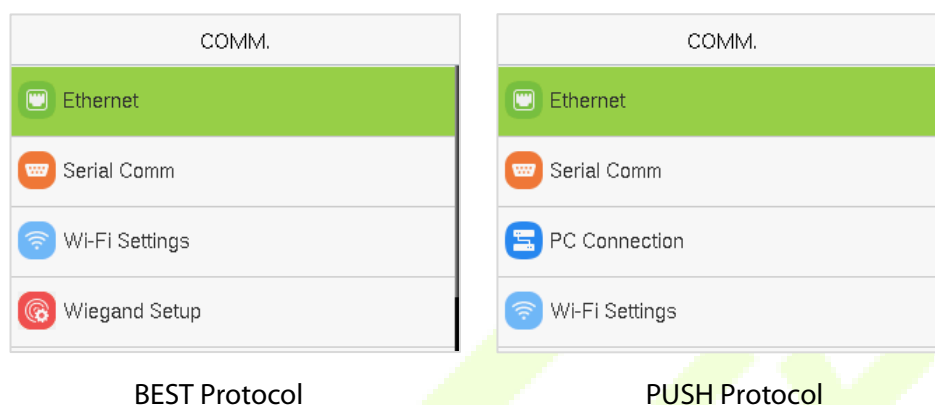 COMM.
Ethernet
Serial Comm
Wi-Fi Settings
Wiegand Setup
BEST Protocol
COMM.
Ethernet
Serial Comm
PC Connection
Wi-Fi Settings
PUSH Protocol